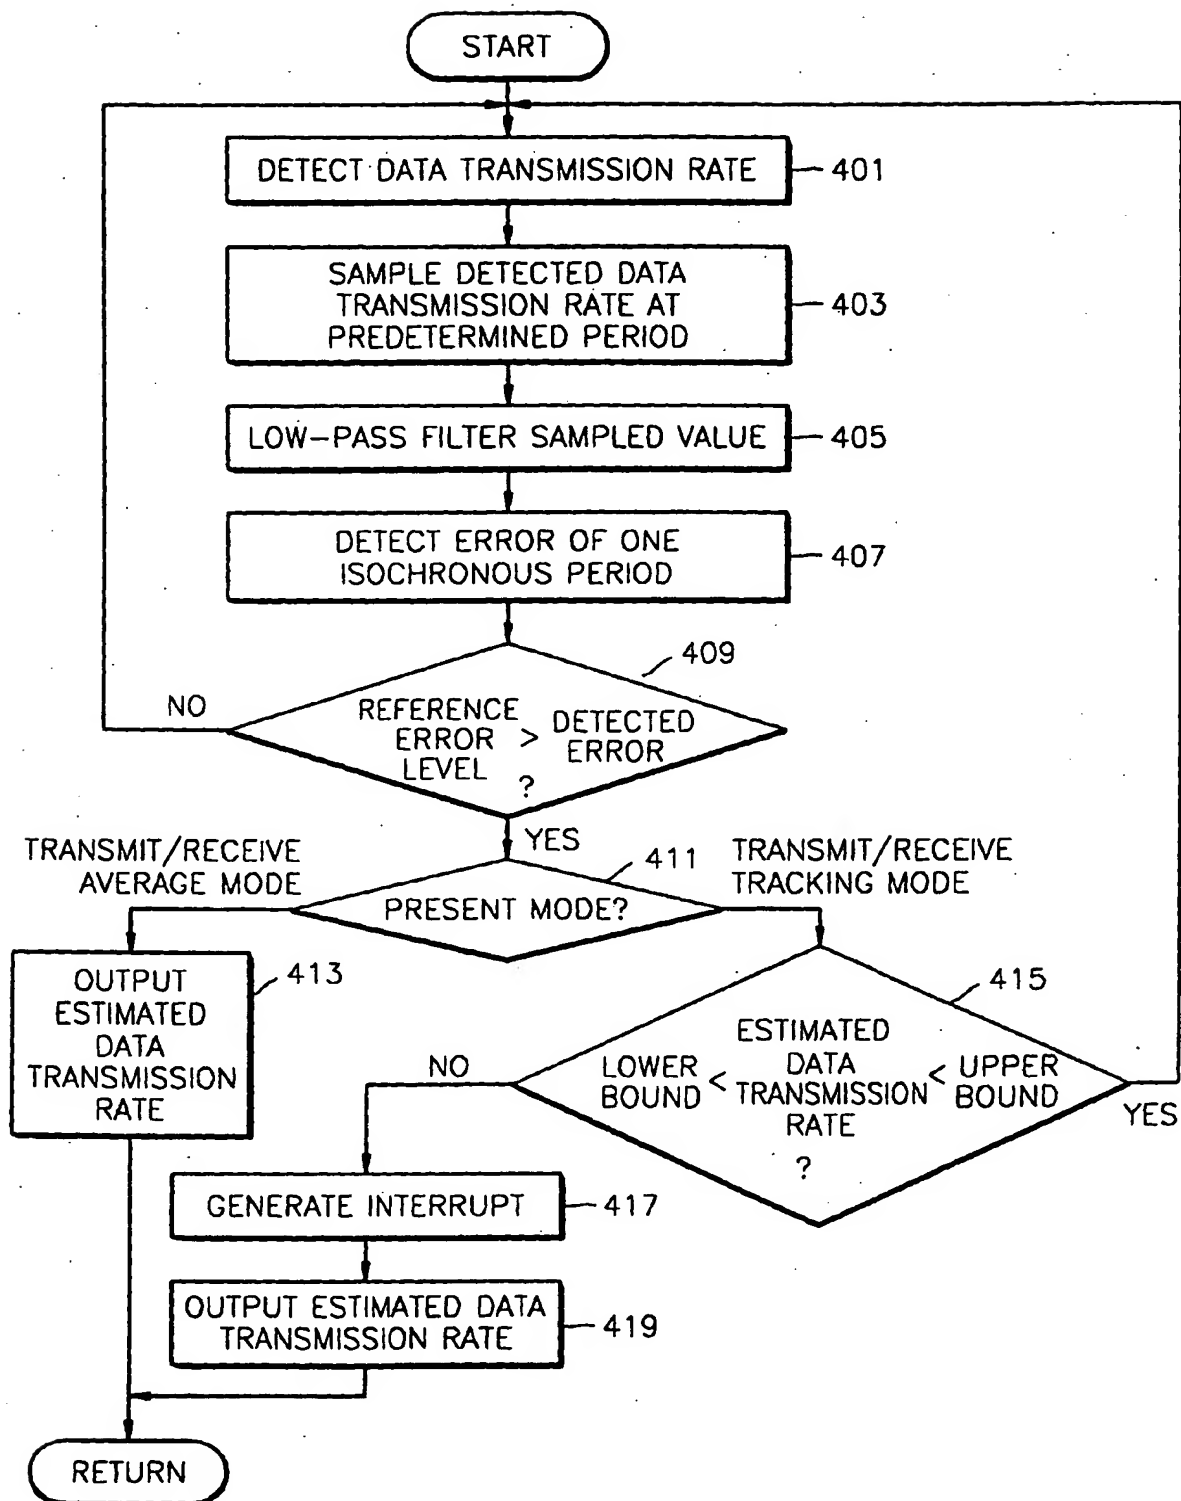 START
DETECT DATA TRANSMISSION RATE
401
SAMPLE DETECTED DATA
TRANSMISSION RATE AT
PREDETERMINED PERIOD
403
LOW-PASS FILTER SAMPLED VALUE
405
DETECT ERROR OF ONE
ISOCHRONOUS PERIOD
407
409
NO
REFERENCE
ERROR
LEVEL
>
DETECTED
ERROR
?
YES
TRANSMIT/RECEIVE
AVERAGE MODE
411
PRESENT MODE?
TRANSMIT/RECEIVE
TRACKING MODE
OUTPUT
ESTIMATED
DATA
TRANSMISSION
RATE
413
415
NO
LOWER
BOUND
<
ESTIMATED
DATA
TRANSMISSION
RATE
<
UPPER
BOUND
?
YES
GENERATE INTERRUPT
417
OUTPUT ESTIMATED DATA
TRANSMISSION RATE
419
RETURN